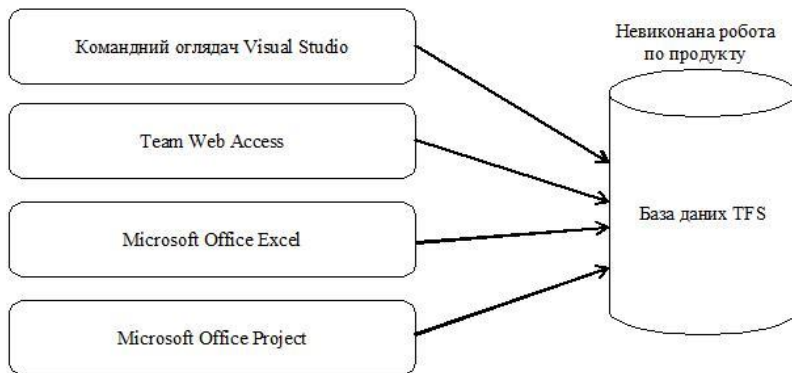 Командний оглядач Visual Studio
Team Web Access
Microsoft Office Excel
Microsoft Office Project
Невиконана робота
по продукту
База даних TFS